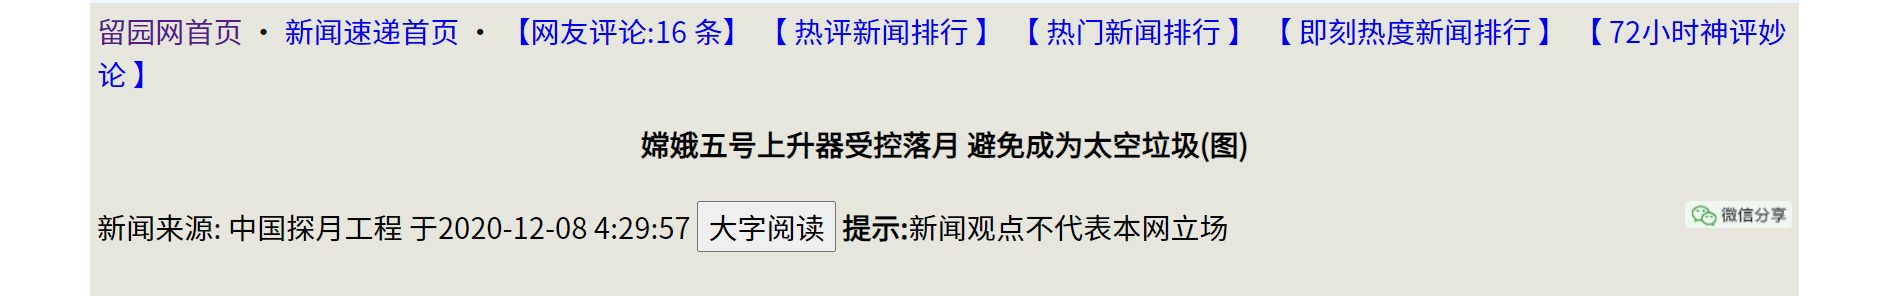 留园网首页 · 新闻速递首页 · 【网友评论:16 条】 【 热评新闻排行 】 【 热门新闻排行 】 【 即刻热度新闻排行 】 【 72小时神评妙
论 】
嫦娥五号上升器受控落月 避免成为太空垃圾(图)
新闻来源: 中国探月工程 于2020-12-08 4:29:57 大字阅读 提示:新闻观点不代表本网立场 微信分享